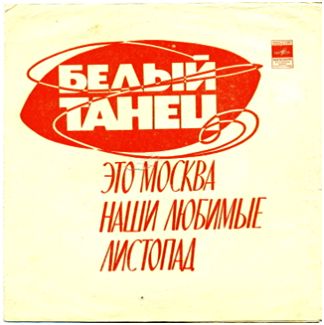 БЕЛЫЙ
ТАНЕЦ
ЭТО МОСКВА
НАШИ ЛЮБИМЫЕ
ЛИСТОПАД